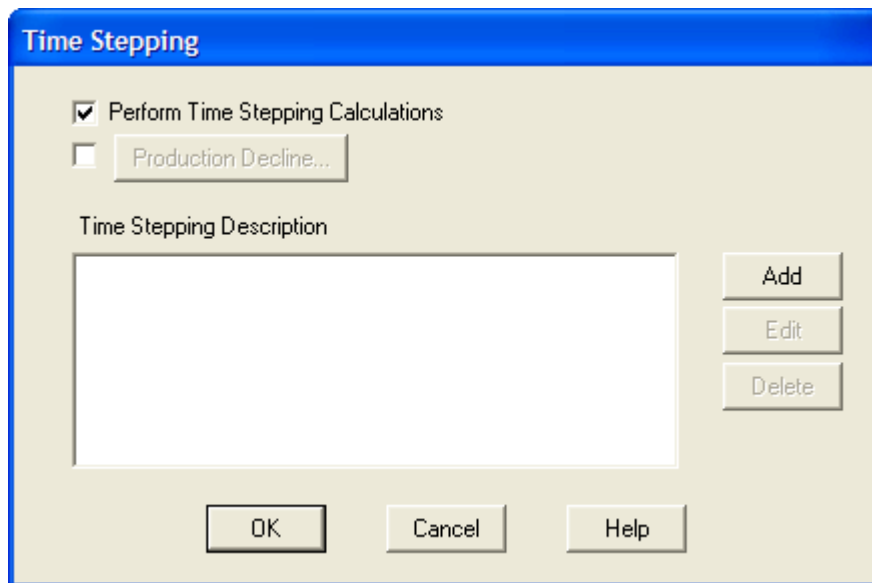 Time Stepping
Perform Time Stepping Calculations
Production Decline...
Time Stepping Description
Add
Edit
Delete
OK Cancel Help